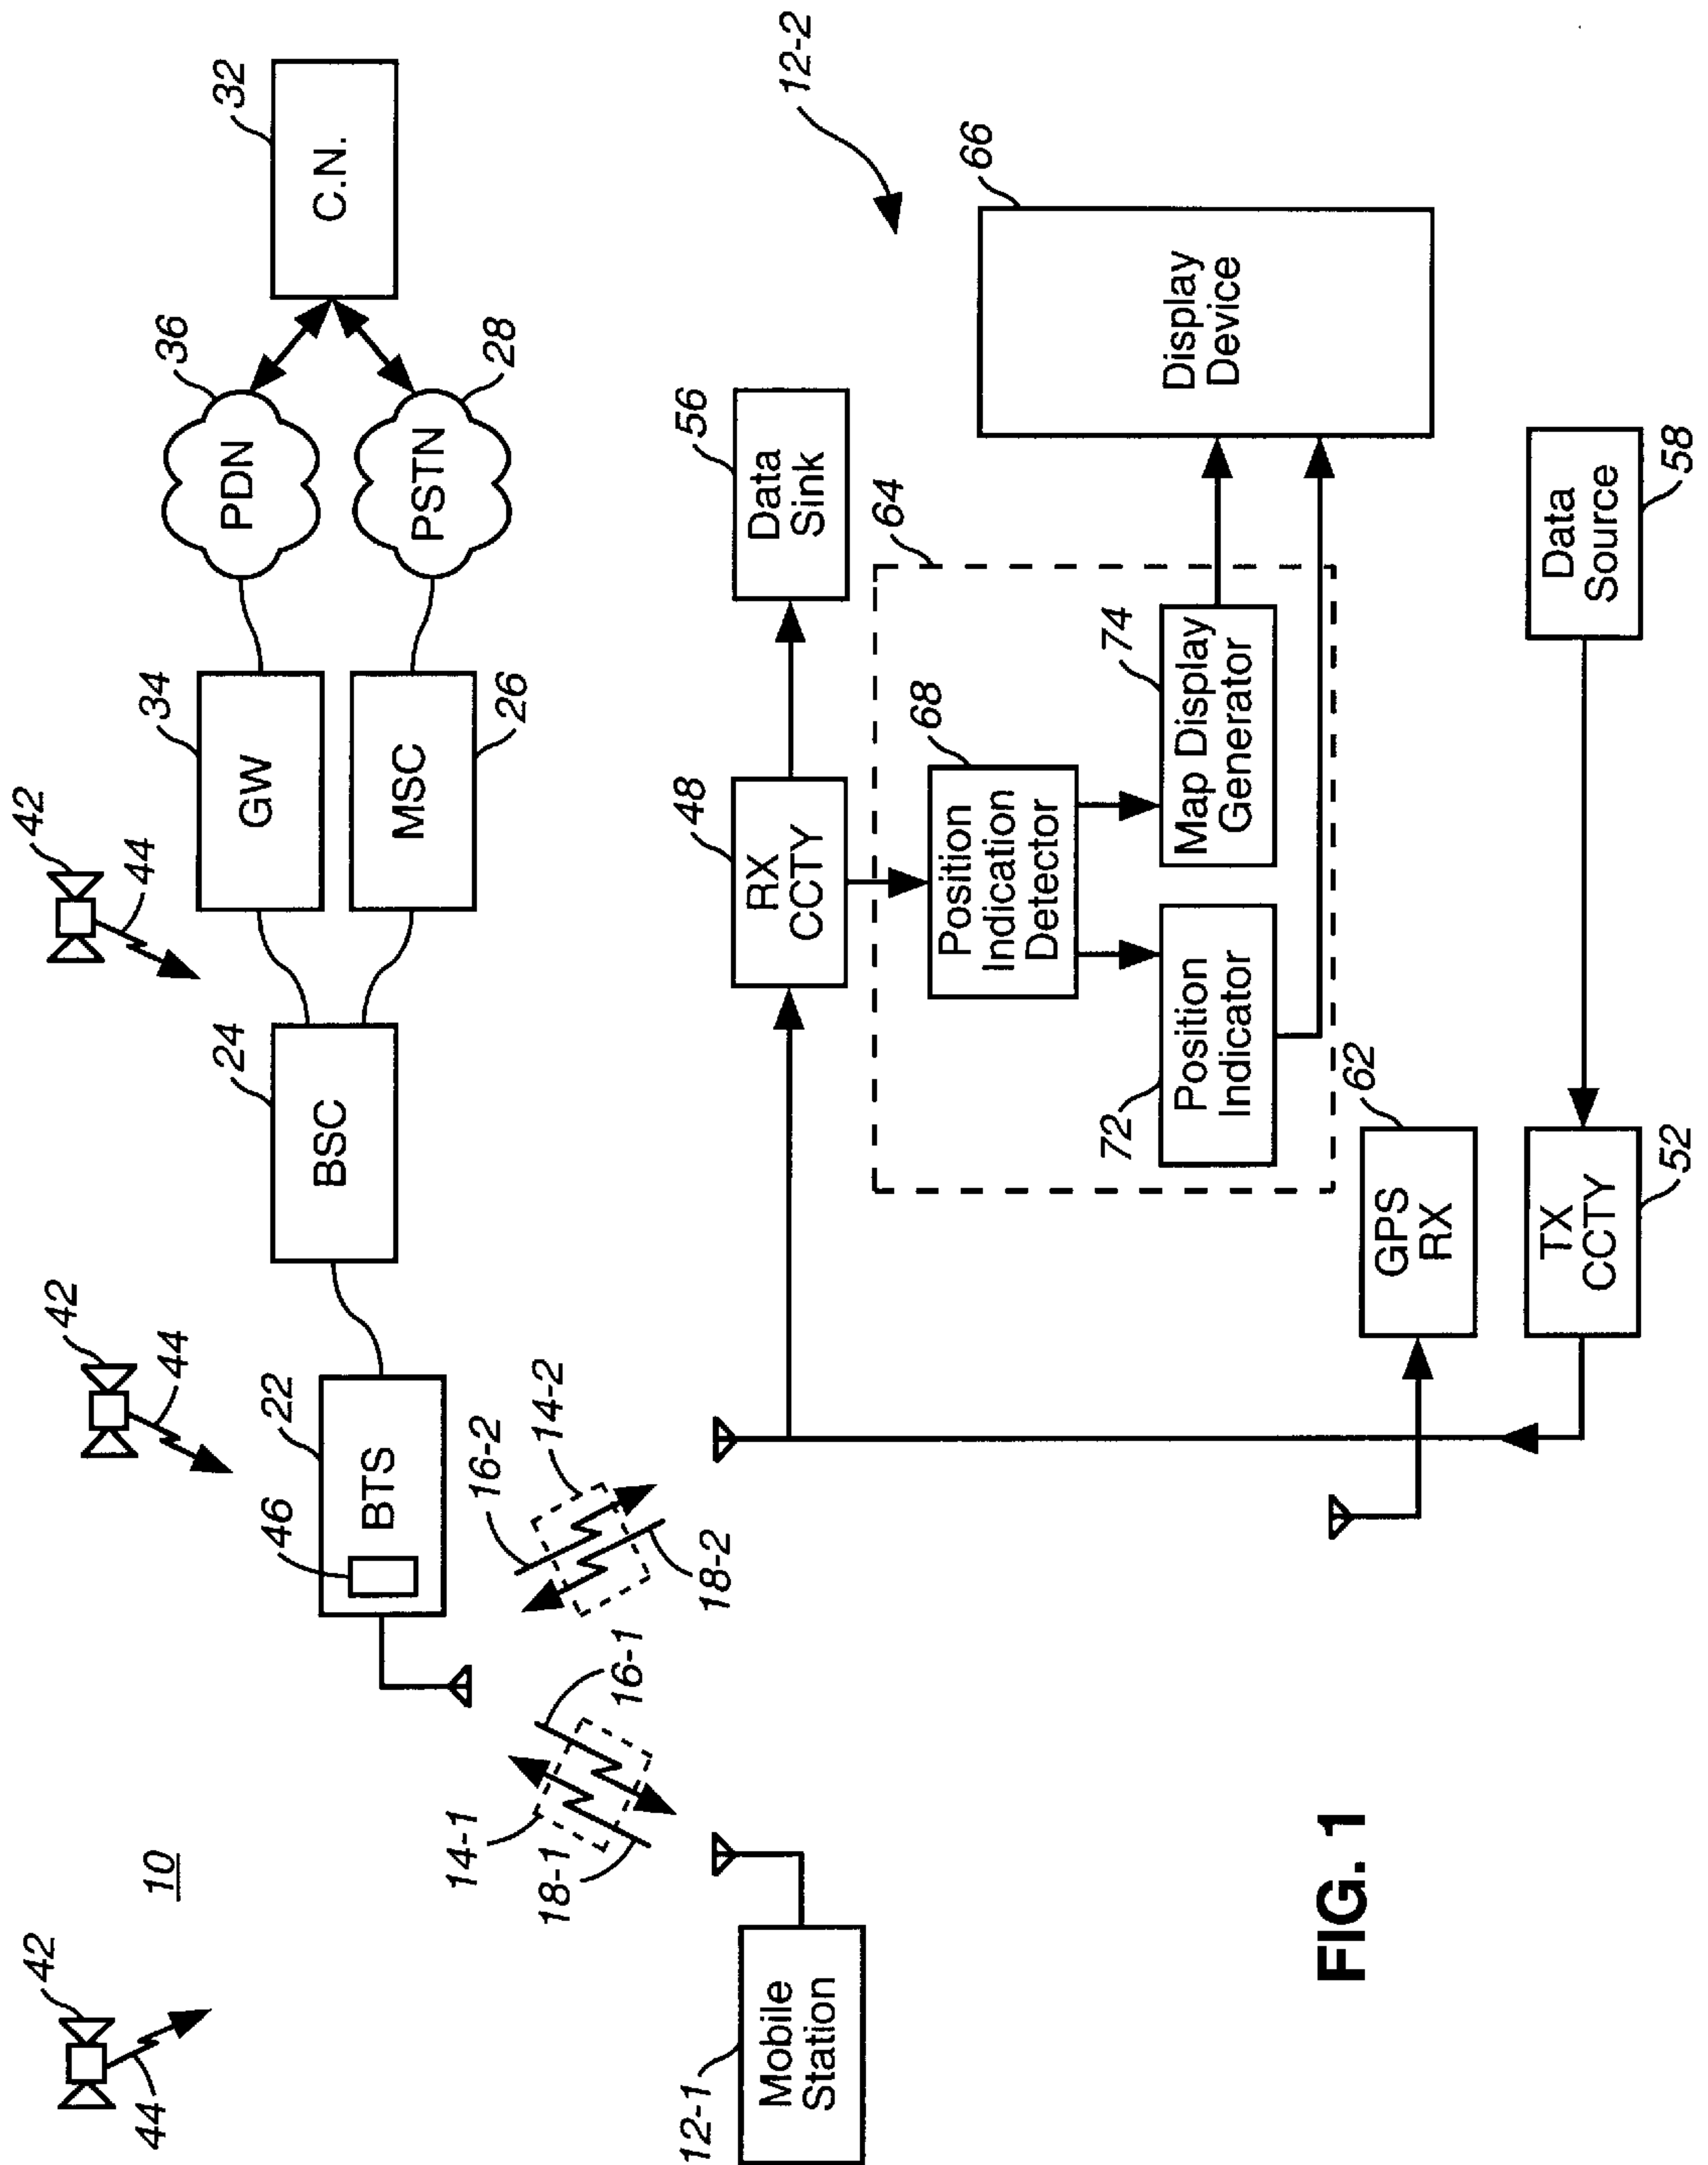 10
42
44
42
44
42
44
32
C.N.
36
PDN
28
PSTN
34
GW
26
MSC
24
BSC
22
BTS
46
16-2
14-2
18-2
16-1
14-1
18-1
12-1
Mobile
Station
12-2
48
RX
CCTY
56
Data
Sink
64
68
Position
Indication
Detector
72
Position
Indicator
74
Map Display
Generator
66
Display
Device
62
GPS
RX
52
TX
CCTY
58
Data
Source
FIG. 1